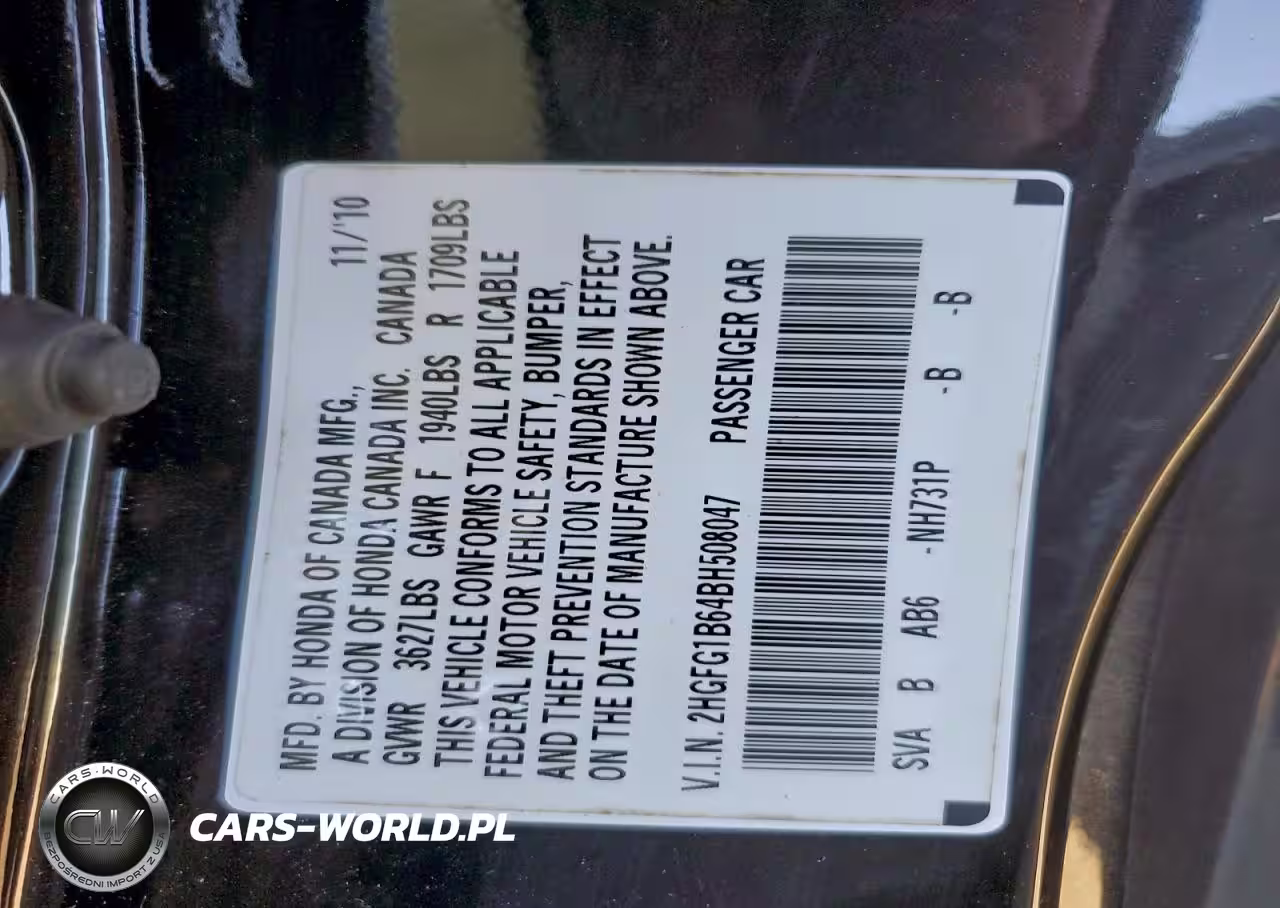 MFD. BY HONDA OF CANADA MFG., 11/'10
A DIVISION OF HONDA CANADA INC. CANADA
GVWR 3627LBS GAWR F 1940LBS R 1709LBS
THIS VEHICLE CONFORMS TO ALL APPLICABLE
FEDERAL MOTOR VEHICLE SAFETY, BUMPER,
AND THEFT PREVENTION STANDARDS IN EFFECT
ON THE DATE OF MANUFACTURE SHOWN ABOVE.
V.I.N. 2HGFG1B64BH508047 PASSENGER CAR
SVA B AB6 -NH731P -B -B
CARS-WORLD
CW
BEZPOŚREDNI IMPORT Z USA
CARS-WORLD.PL